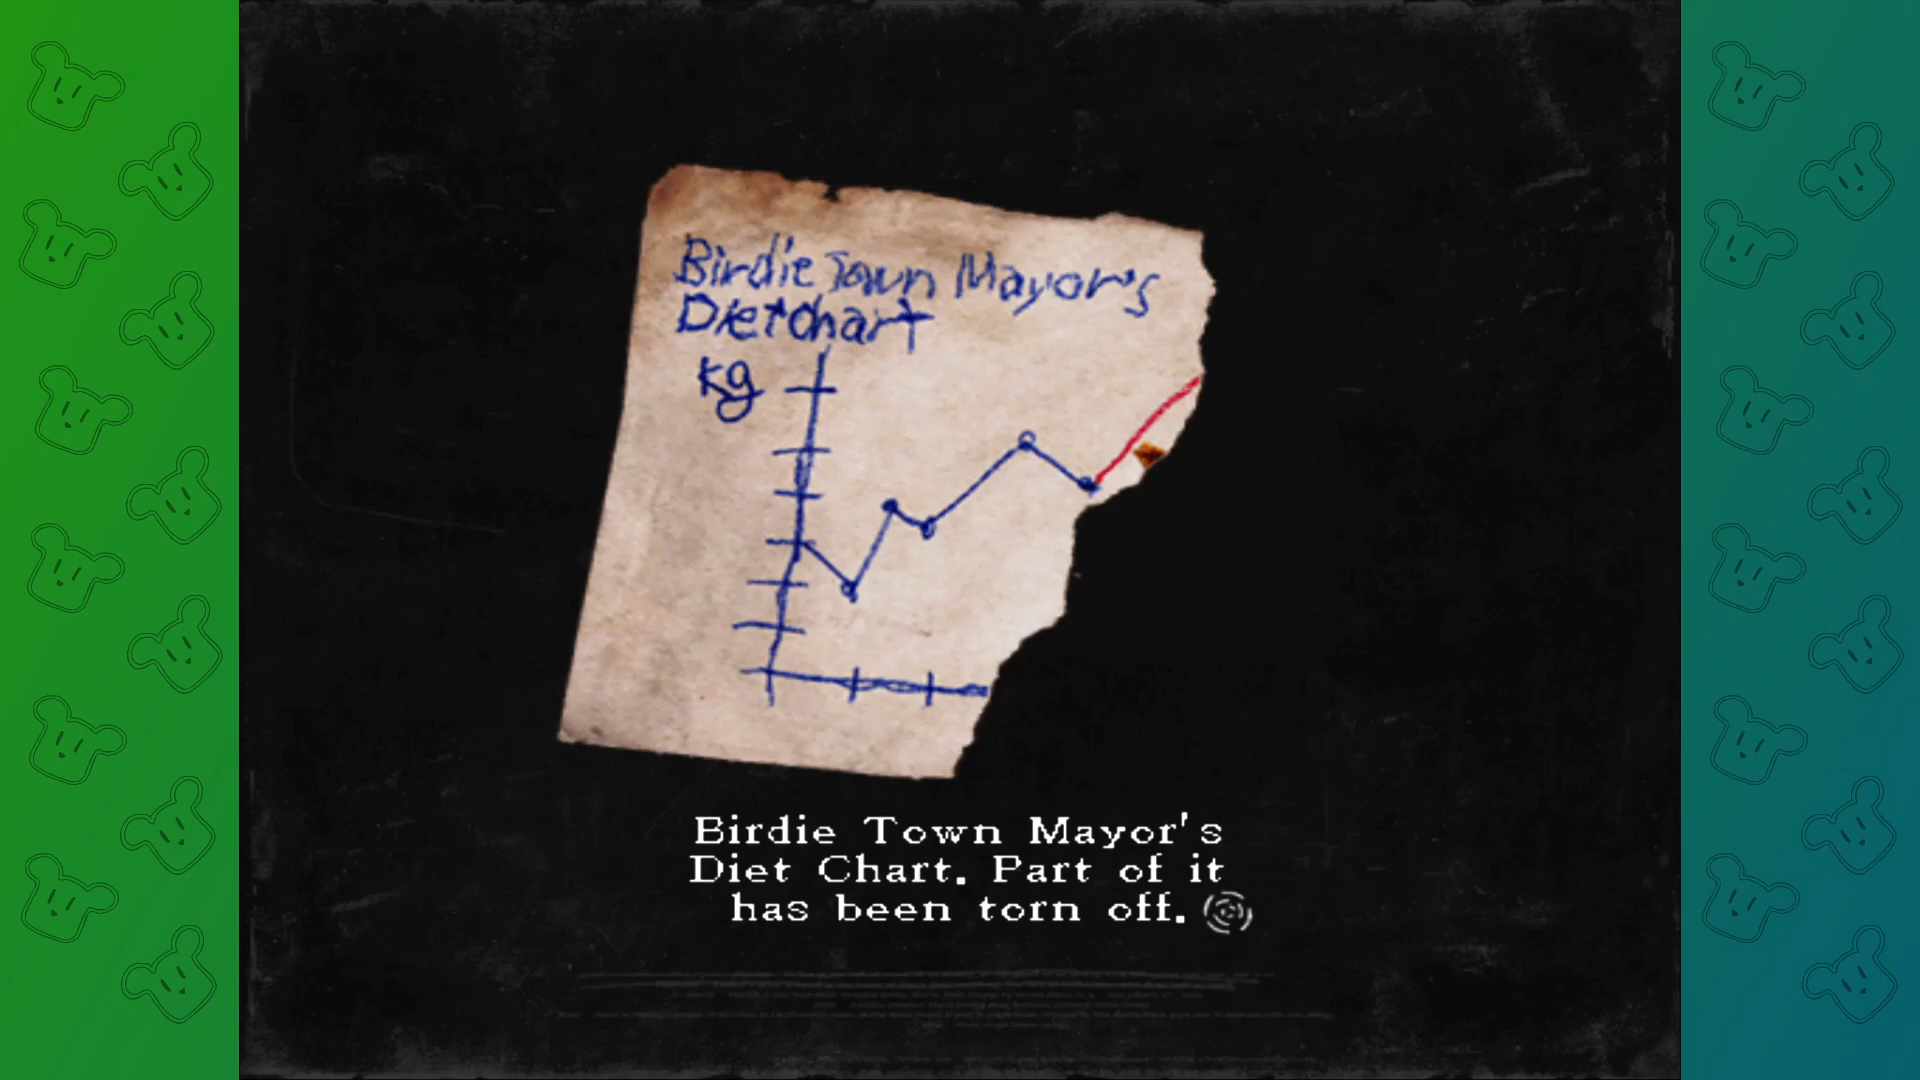 Birdie Town Mayor's
Diet chart
kg
Birdie Town Mayor's
Diet Chart. Part of it
has been torn off.